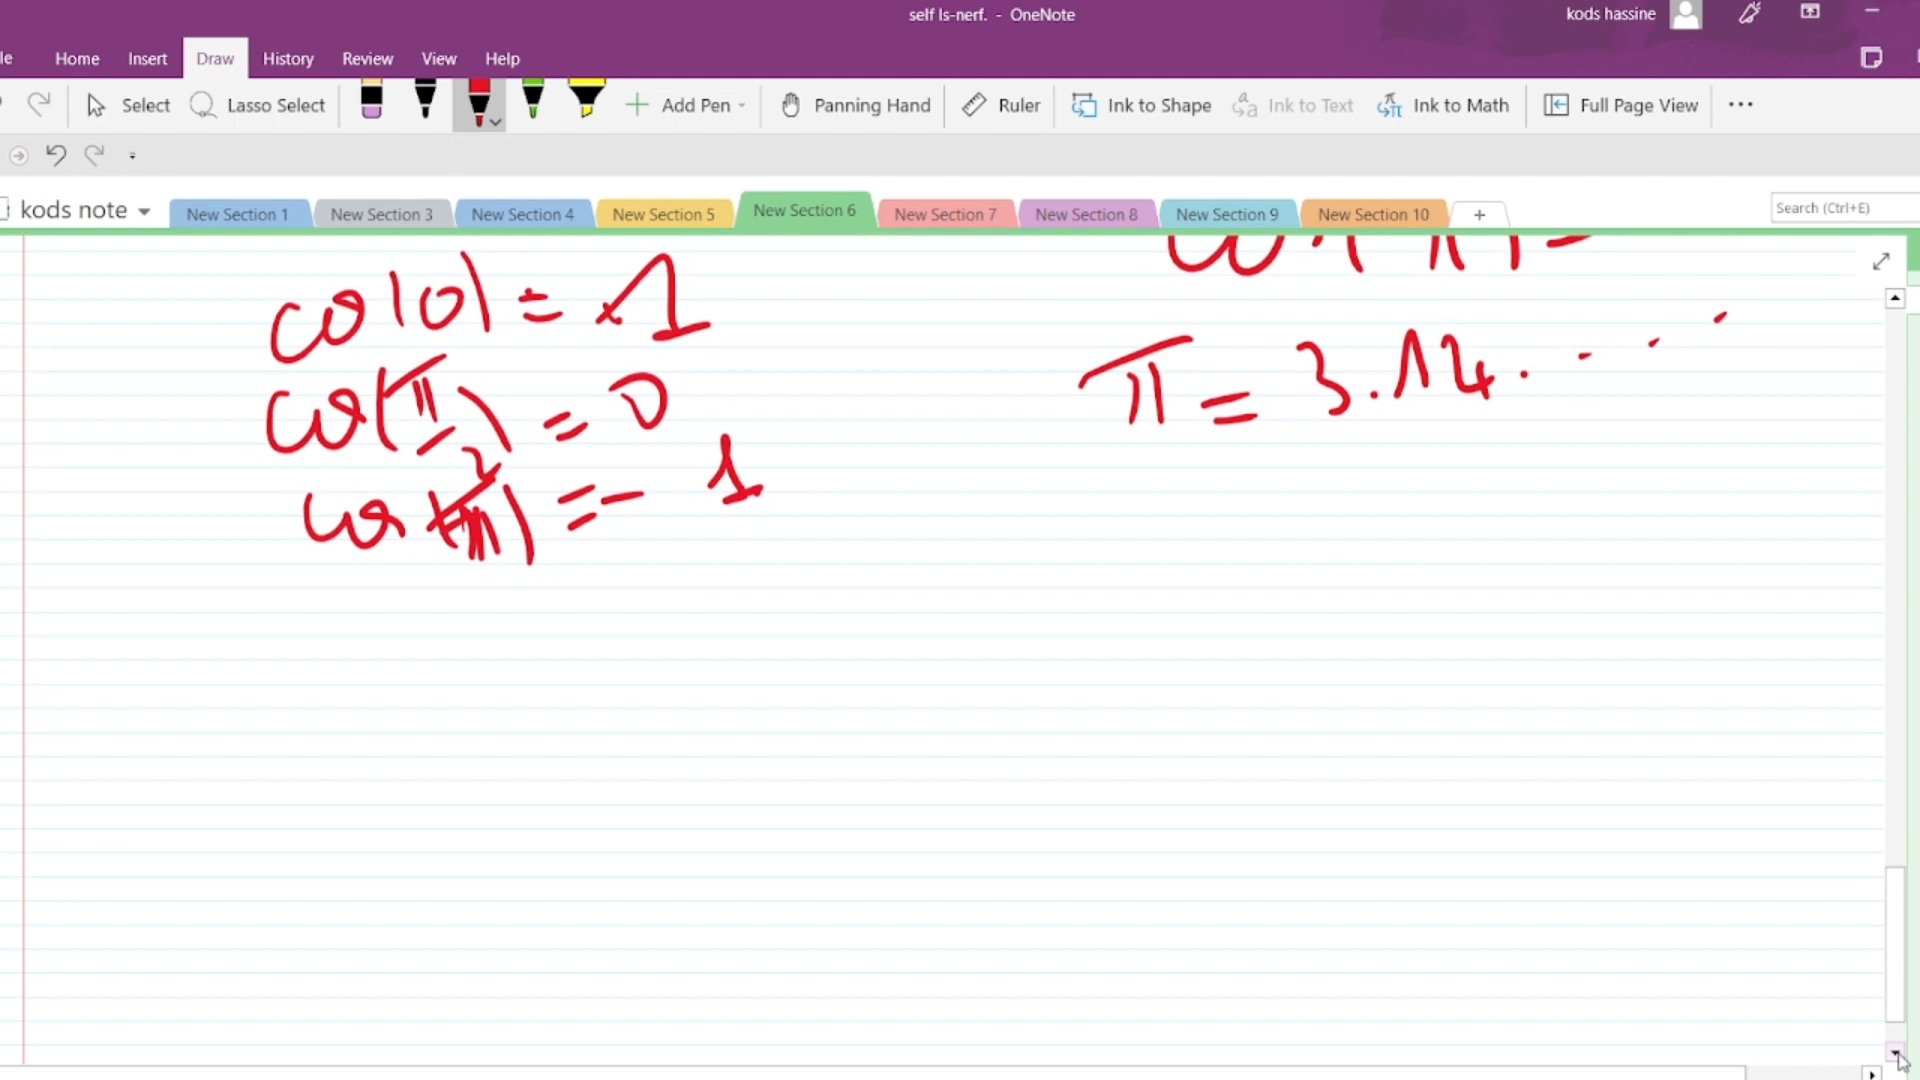 self ls-nerf. - OneNote
kods hassine
Home Insert Draw History Review View Help
Select Lasso Select Add Pen Panning Hand Ruler Ink to Shape Ink to Text Ink to Math Full Page View
kods note New Section 1 New Section 3 New Section 4 New Section 5 New Section 6 New Section 7 New Section 8 New Section 9 New Section 10 +
Search (Ctrl+E)
cos(0) = 1
cos(π/2) = 0
cos(π) = - 1
π = 3.14. . . .